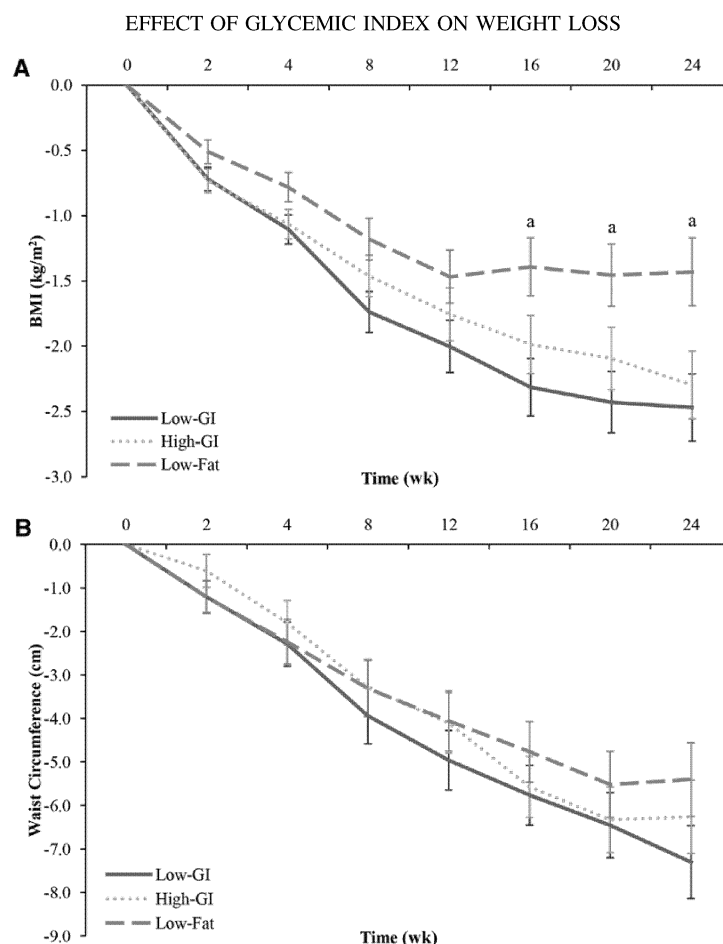 EFFECT OF GLYCEMIC INDEX ON WEIGHT LOSS
A
0 2 4 8 12 16 20 24
0.0
-0.5
-1.0
-1.5
-2.0
-2.5
-3.0
BMI (kg/m²)
a a a
Low-GI
High-GI
Low-Fat
Time (wk)
B
0 2 4 8 12 16 20 24
0.0
-1.0
-2.0
-3.0
-4.0
-5.0
-6.0
-7.0
-8.0
-9.0
Waist Circumference (cm)
Low-GI
High-GI
Low-Fat
Time (wk)